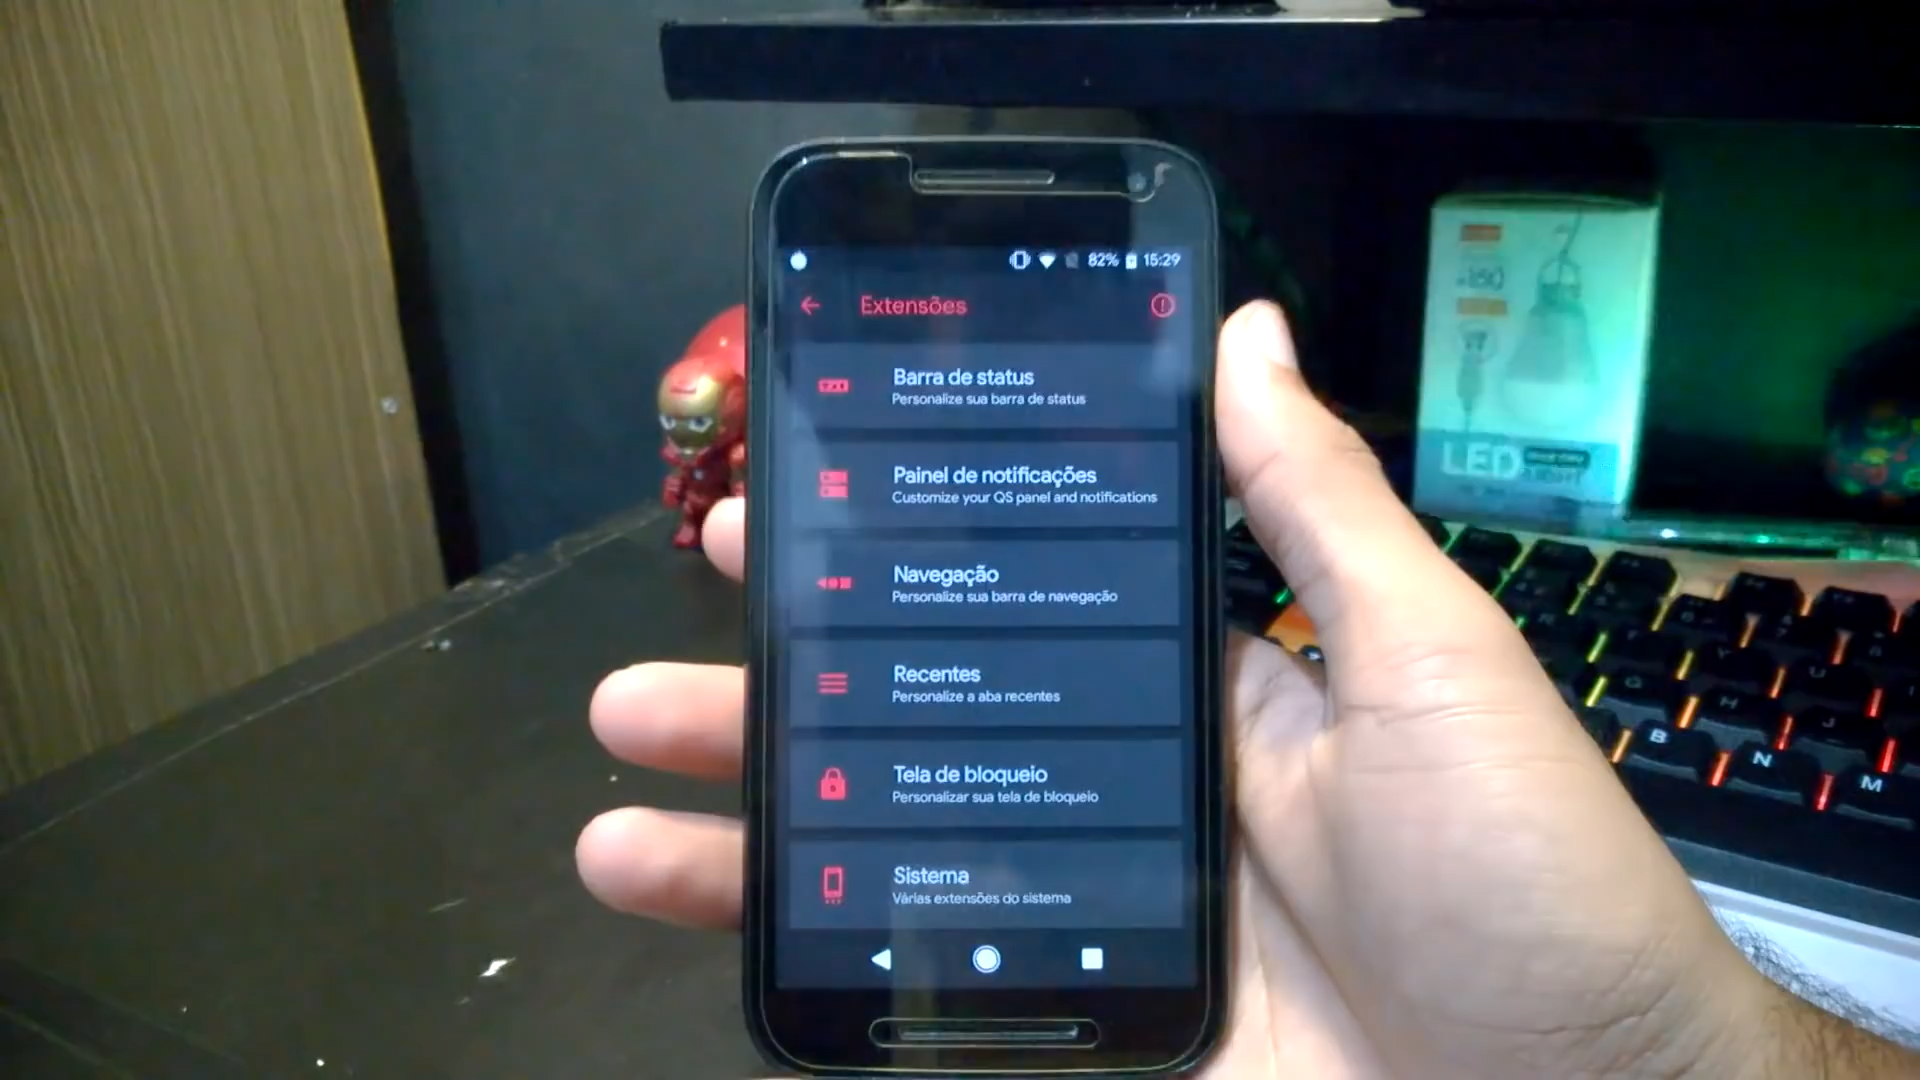 82% 15:29
Extensões
Barra de status
Personalize sua barra de status
Painel de notificações
Customize your QS panel and notifications
Navegação
Personalize sua barra de navegação
Recentes
Personalize a aba recentes
Tela de bloqueio
Personalizar sua tela de bloqueio
Sistema
Várias extensões do sistema
LED
G
H
J
B
N
M